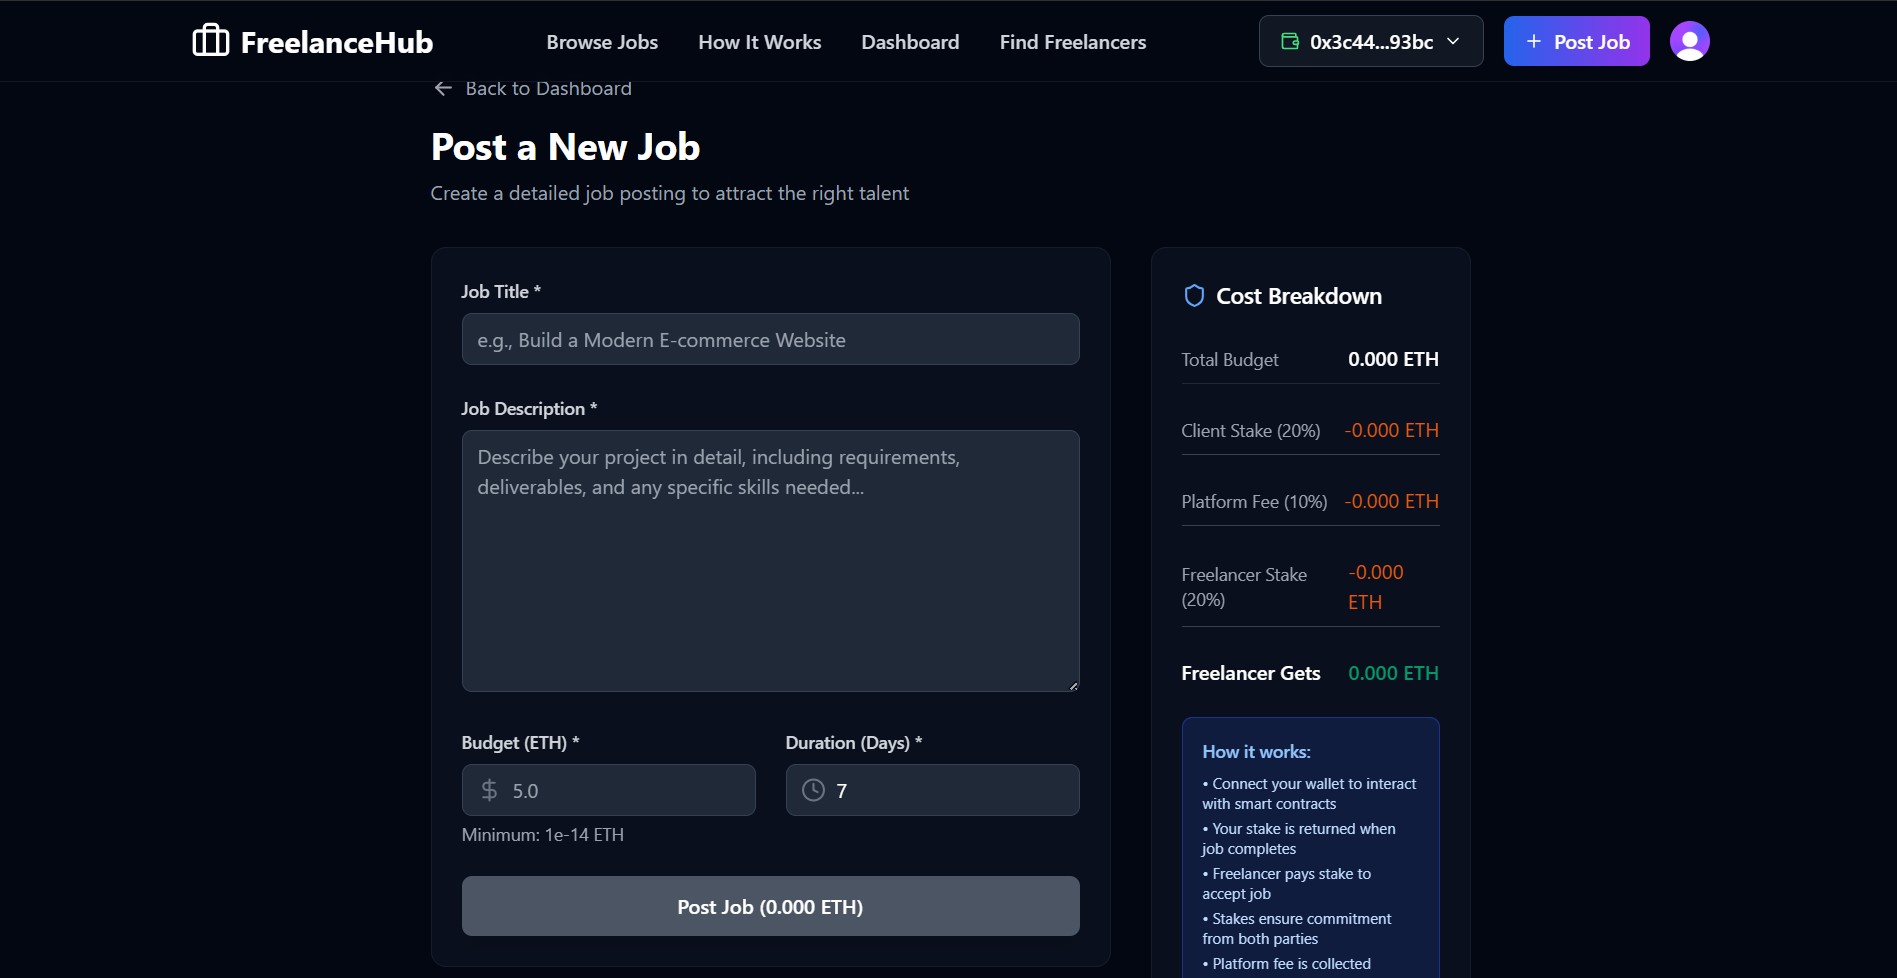 FreelanceHub
Browse Jobs
How It Works
Dashboard
Find Freelancers
0x3c44...93bc
+ Post Job
← Back to Dashboard
Post a New Job
Create a detailed job posting to attract the right talent
Job Title *
e.g., Build a Modern E-commerce Website
Job Description *
Describe your project in detail, including requirements,
deliverables, and any specific skills needed...
Budget (ETH) *
$ 5.0
Minimum: 1e-14 ETH
Duration (Days) *
7
Post Job (0.000 ETH)
Cost Breakdown
Total Budget 0.000 ETH
Client Stake (20%) -0.000 ETH
Platform Fee (10%) -0.000 ETH
Freelancer Stake
(20%)
-0.000
ETH
Freelancer Gets 0.000 ETH
How it works:
• Connect your wallet to interact
with smart contracts
• Your stake is returned when
job completes
• Freelancer pays stake to
accept job
• Stakes ensure commitment
from both parties
• Platform fee is collected